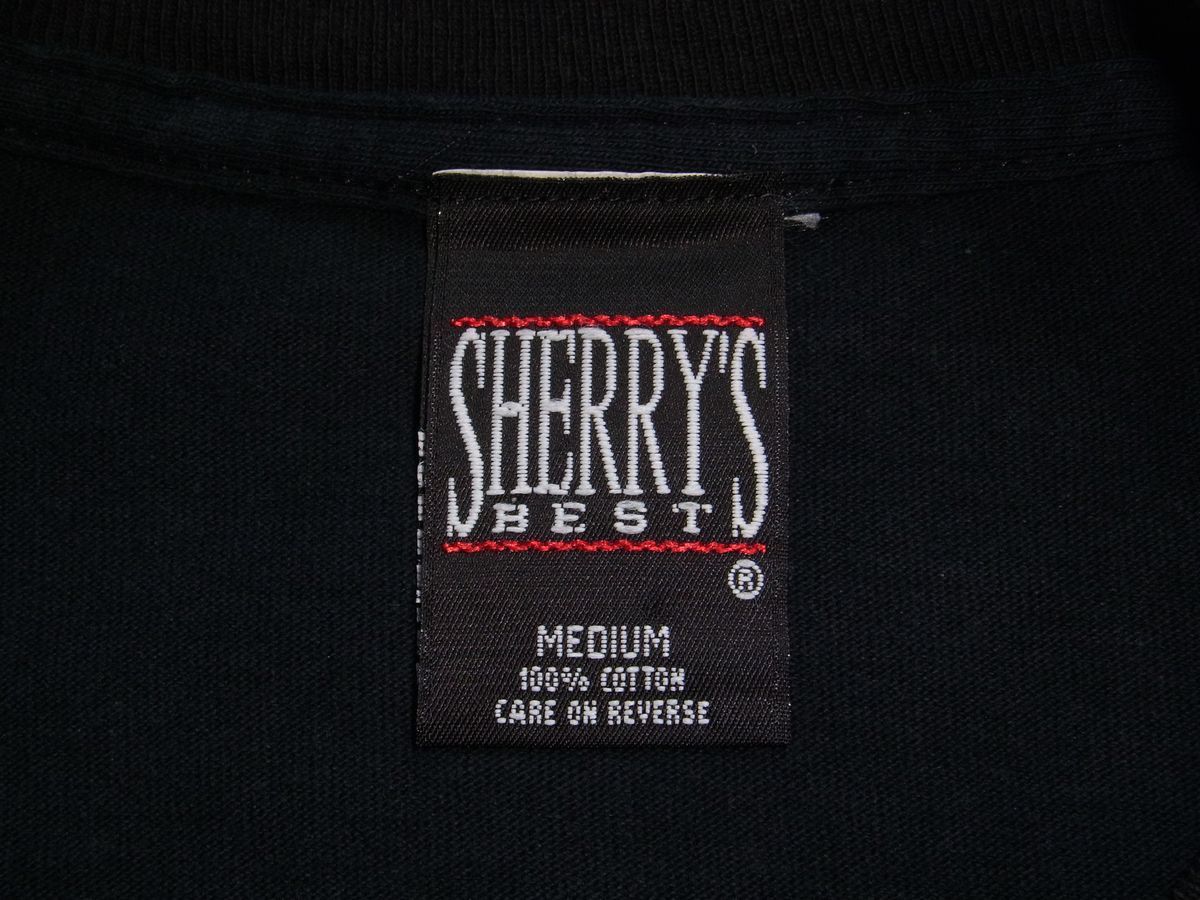 SHERRY'S
BEST
®
MEDIUM
100% COTTON
CARE ON REVERSE